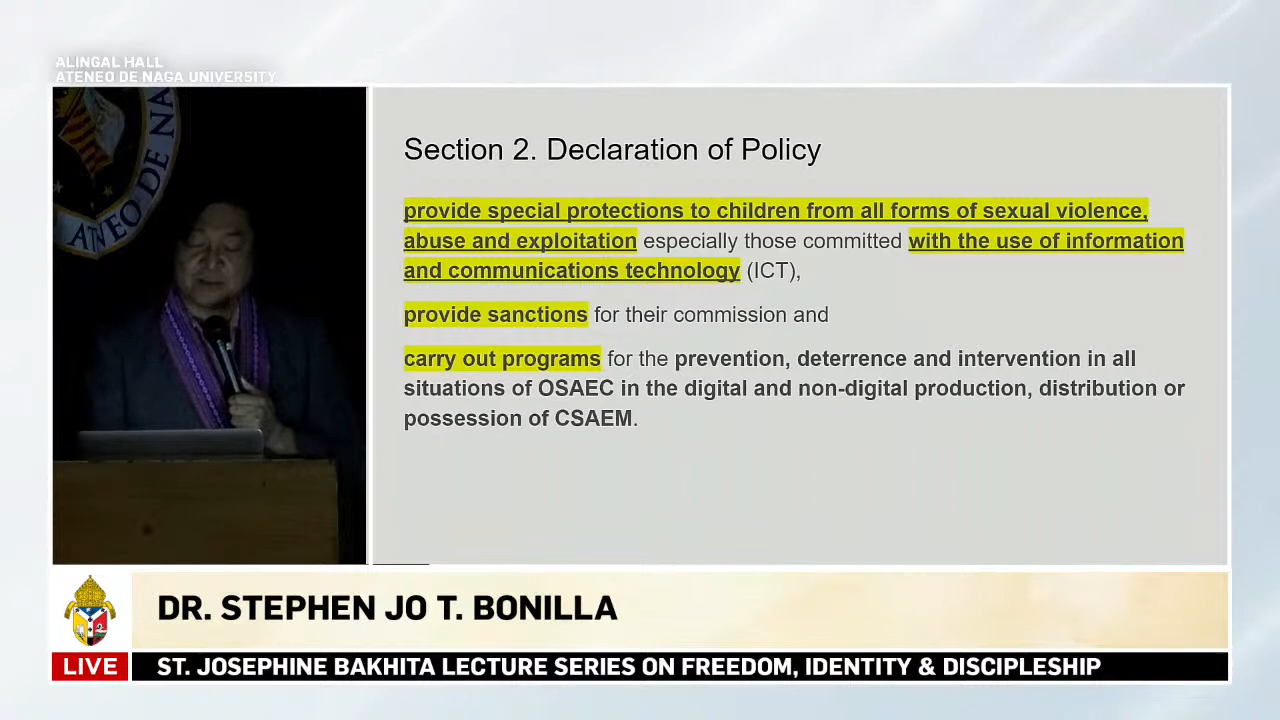 ALINGAL HALL
ATENEO DE NAGA UNIVERSITY
ATENEO DE NA
Section 2. Declaration of Policy
provide special protections to children from all forms of sexual violence,
abuse and exploitation especially those committed with the use of information
and communications technology (ICT),
provide sanctions for their commission and
carry out programs for the prevention, deterrence and intervention in all
situations of OSAEC in the digital and non-digital production, distribution or
possession of CSAEM.
DR. STEPHEN JO T. BONILLA
LIVE
ST. JOSEPHINE BAKHITA LECTURE SERIES ON FREEDOM, IDENTITY & DISCIPLESHIP